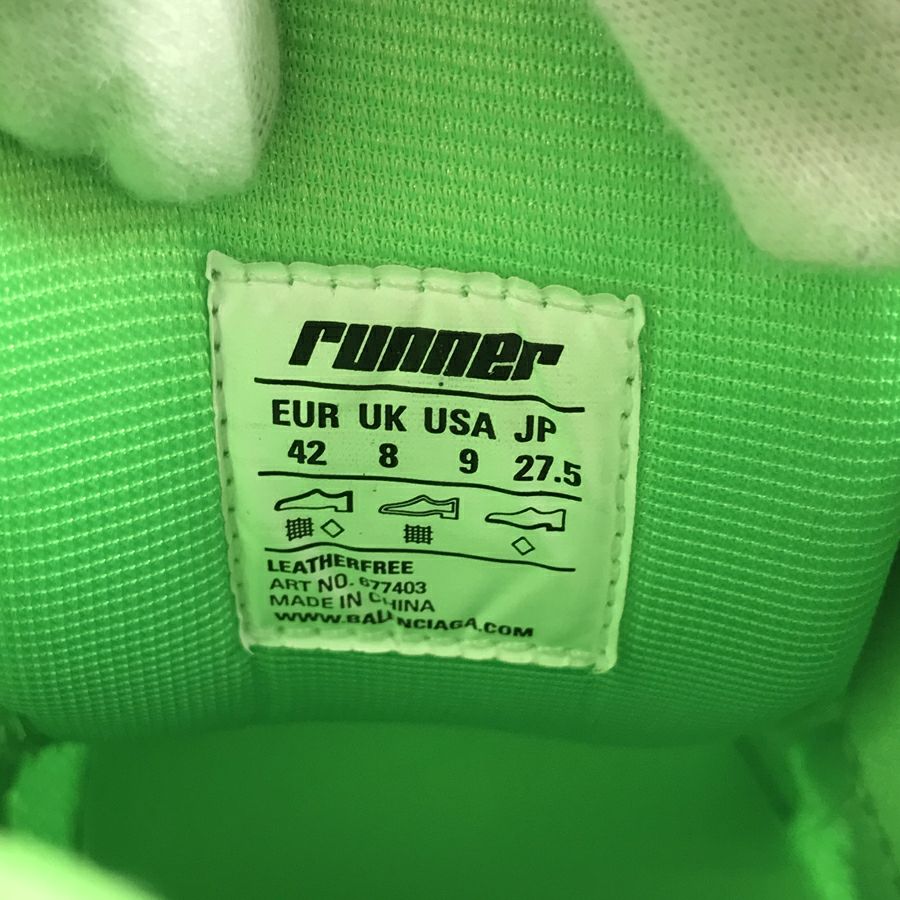 runner
EUR UK USA JP
42 8 9 27.5
LEATHERFREE
ART NO. 677403
MADE IN CHINA
WWW.BALENCIAGA.COM